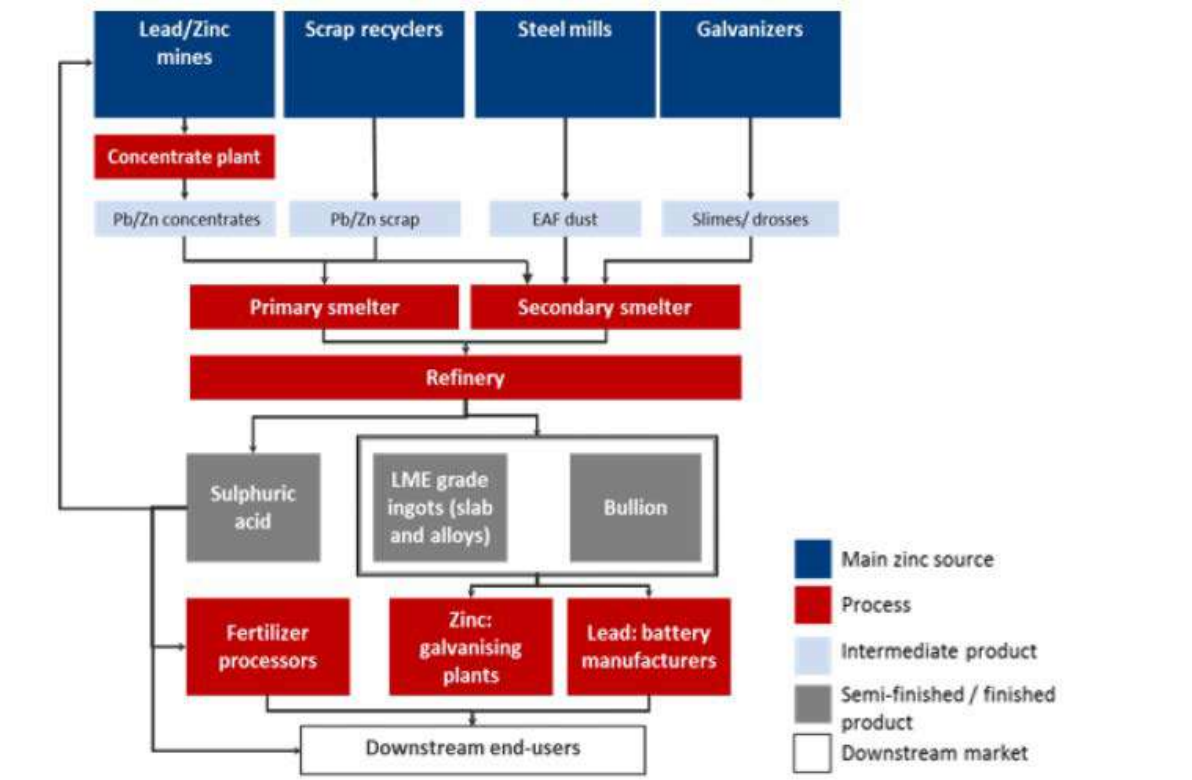 Lead/Zinc
mines
Scrap recyclers
Steel mills
Galvanizers
Concentrate plant
Pb/Zn concentrates
Pb/Zn scrap
EAF dust
Slimes/ drosses
Primary smelter
Secondary smelter
Refinery
Sulphuric
acid
LME grade
ingots (slab
and alloys)
Bullion
Fertilizer
processors
Zinc:
galvanising
plants
Lead: battery
manufacturers
Downstream end-users
Main zinc source
Process
Intermediate product
Semi-finished / finished
product
Downstream market